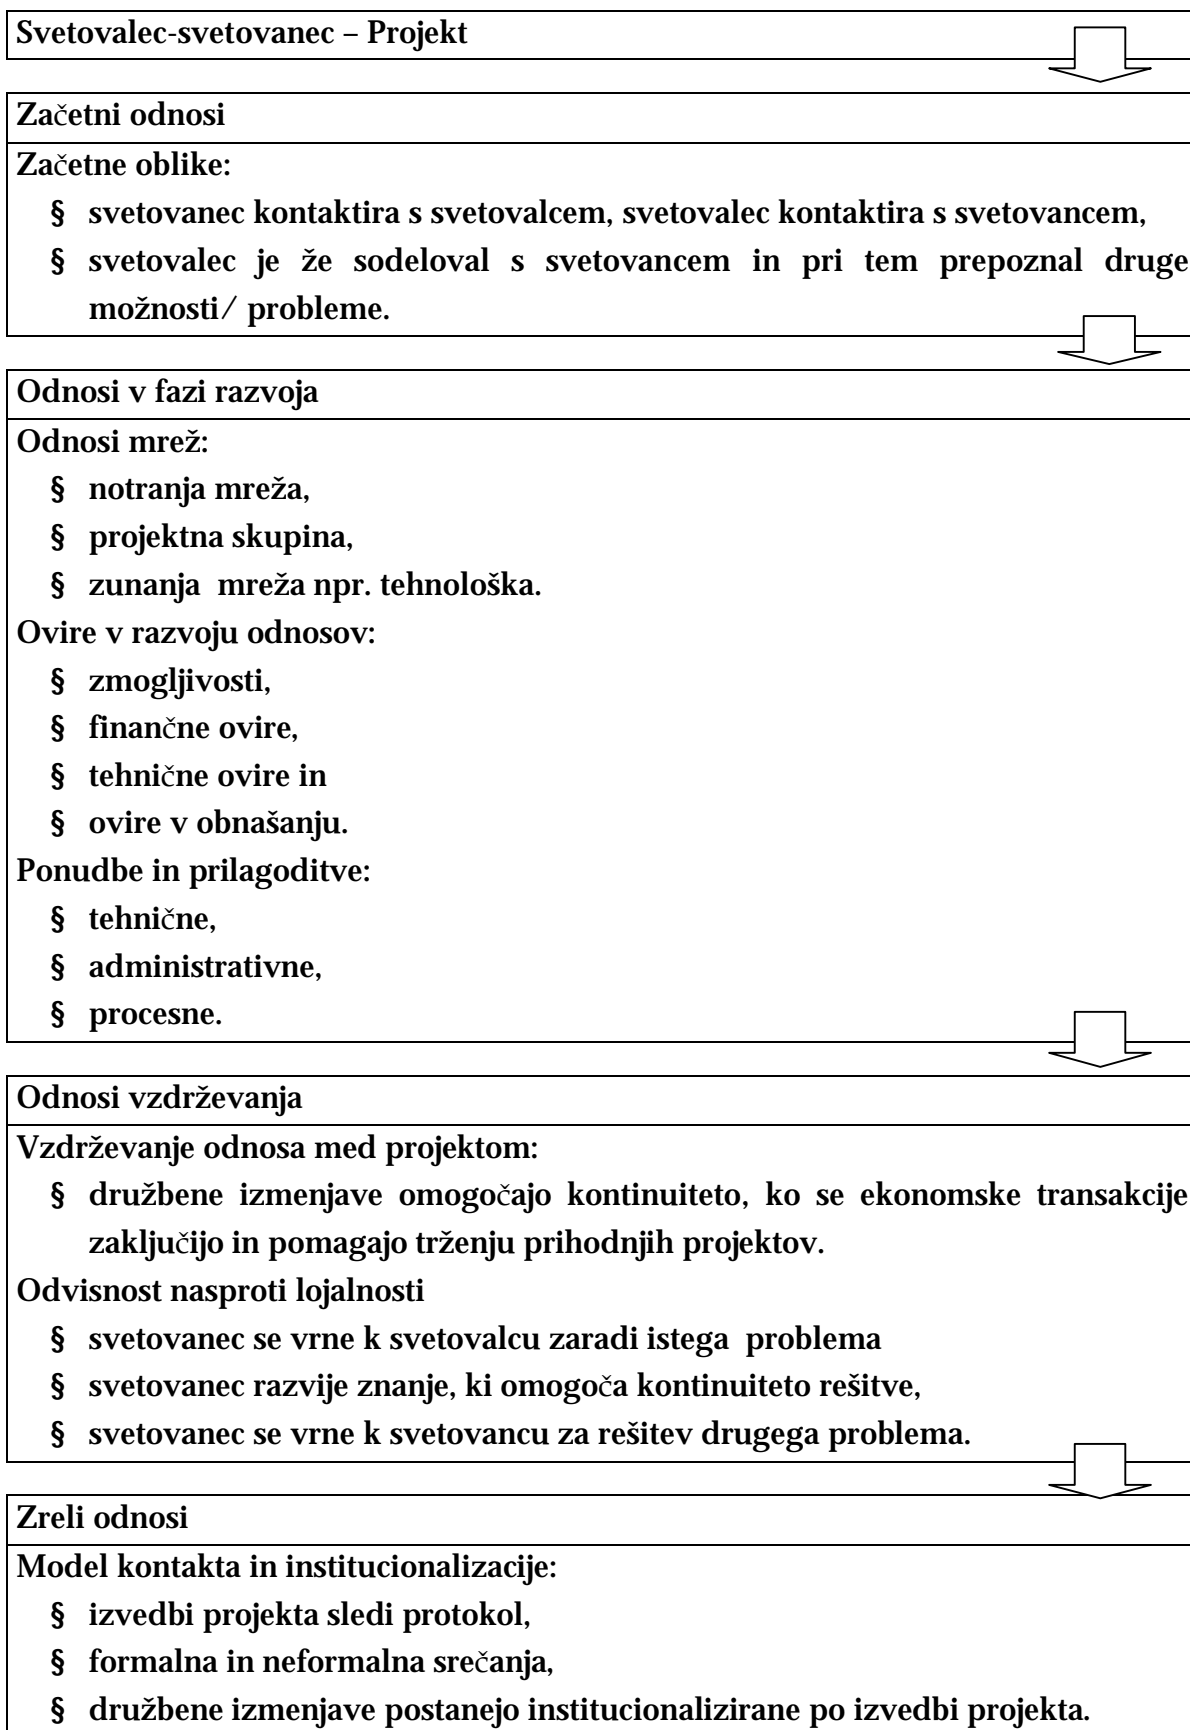 Svetovalec-svetovanec – Projekt
Začetni odnosi
Začetne oblike:
§ svetovanec kontaktira s svetovalcem, svetovalec kontaktira s svetovancem,
§ svetovalec je že sodeloval s svetovancem in pri tem prepoznal druge
možnosti/ probleme.
Odnosi v fazi razvoja
Odnosi mrež:
§ notranja mreža,
§ projektna skupina,
§ zunanja mreža npr. tehnološka.
Ovire v razvoju odnosov:
§ zmogljivosti,
§ finančne ovire,
§ tehnične ovire in
§ ovire v obnašanju.
Ponudbe in prilagoditve:
§ tehnične,
§ administrativne,
§ procesne.
Odnosi vzdrževanja
Vzdrževanje odnosa med projektom:
§ družbene izmenjave omogočajo kontinuiteto, ko se ekonomske transakcije
zaključijo in pomagajo trženju prihodnjih projektov.
Odvisnost nasproti lojalnosti
§ svetovanec se vrne k svetovalcu zaradi istega problema
§ svetovanec razvije znanje, ki omogoča kontinuiteto rešitve,
§ svetovanec se vrne k svetovancu za rešitev drugega problema.
Zreli odnosi
Model kontakta in institucionalizacije:
§ izvedbi projekta sledi protokol,
§ formalna in neformalna srečanja,
§ družbene izmenjave postanejo institucionalizirane po izvedbi projekta.